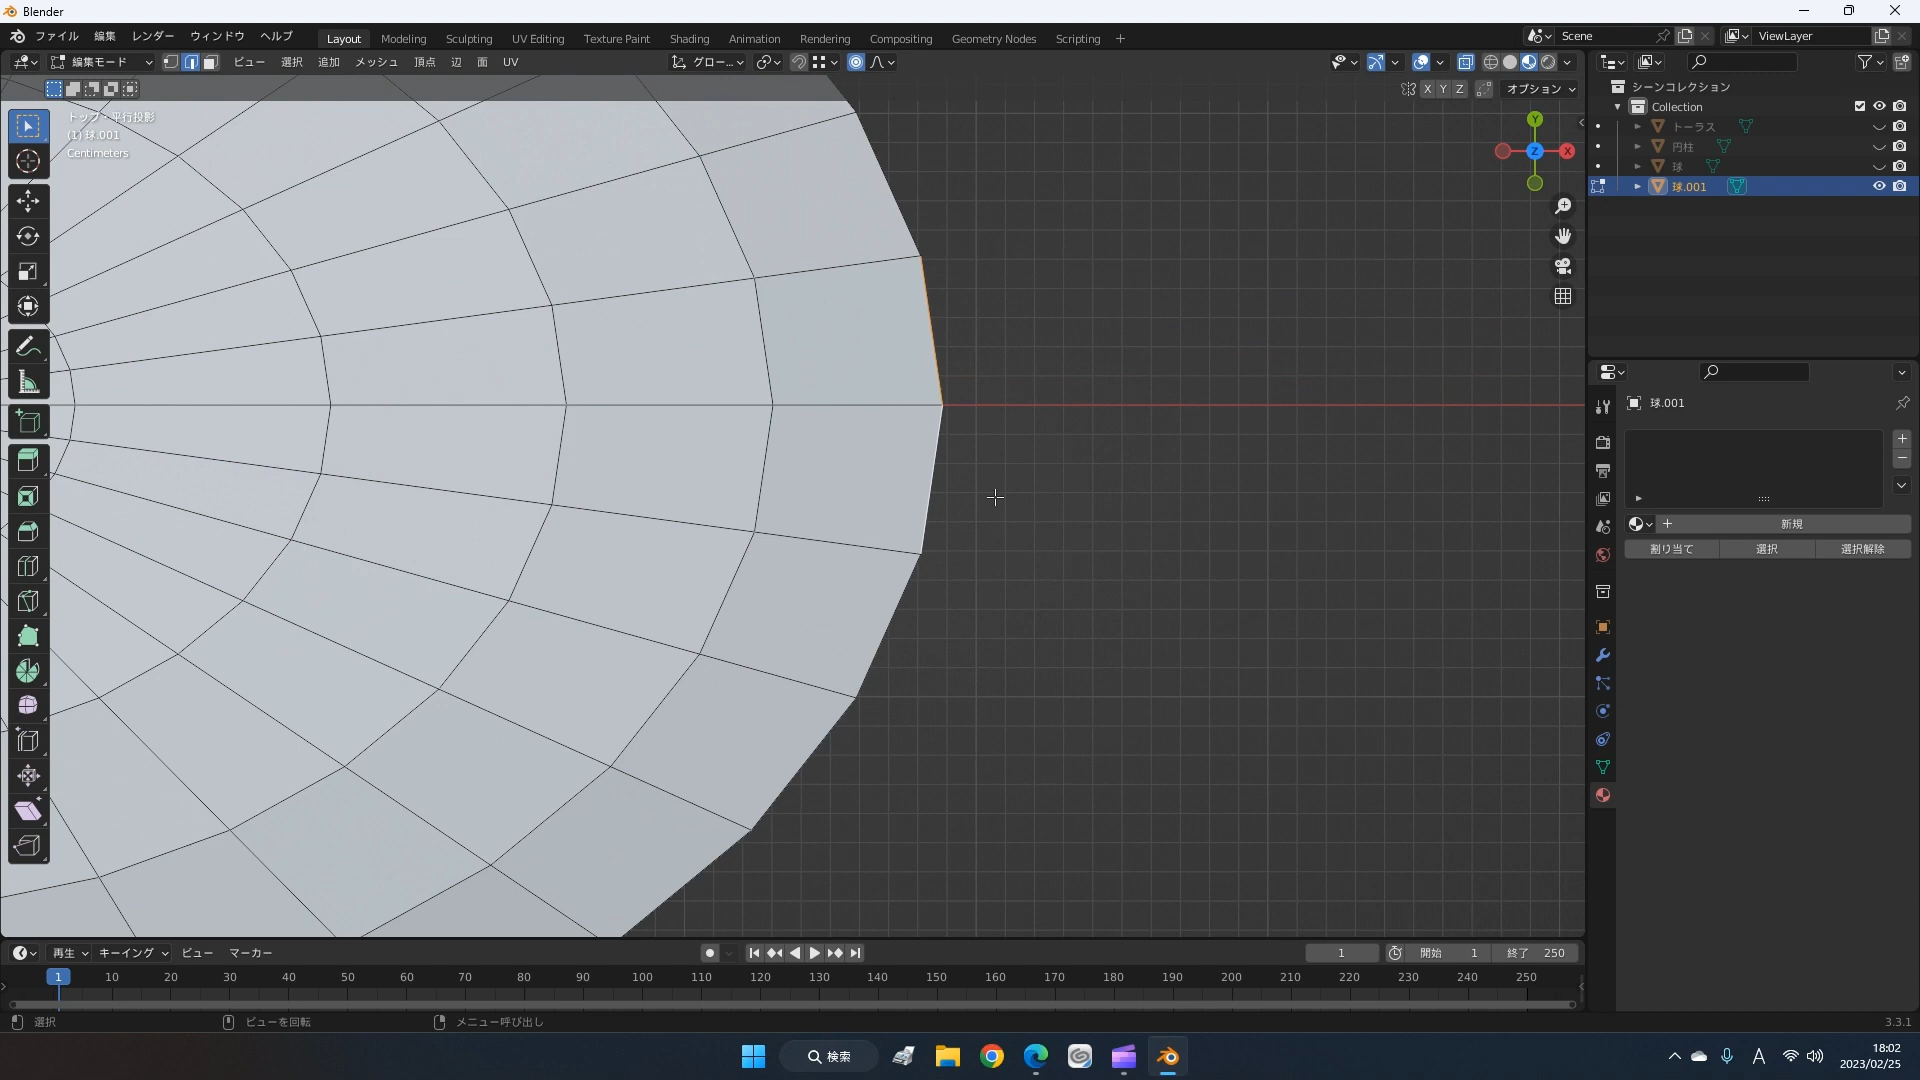 Blender
ファイル 編集 レンダー ウィンドウ ヘルプ Layout Modeling Sculpting UV Editing Texture Paint Shading Animation Rendering Compositing Geometry Nodes Scripting + Scene ViewLayer
編集モード ビュー 選択 追加 メッシュ 頂点 辺 面 UV グロー...
X Y Z オプション
シーンコレクション
Collection
トーラス
円柱
球
球.001
トップ・平行投影
(1) 球.001
Centimeters
Y
Z X
球.001
新規
割り当て 選択 選択解除
再生 キーイング ビュー マーカー 1 開始 1 終了 250
1 10 20 30 40 50 60 70 80 90 100 110 120 130 140 150 160 170 180 190 200 210 220 230 240 250
選択 ビューを回転 メニュー呼び出し 3.3.1
検索 A 18:02
2023/02/25